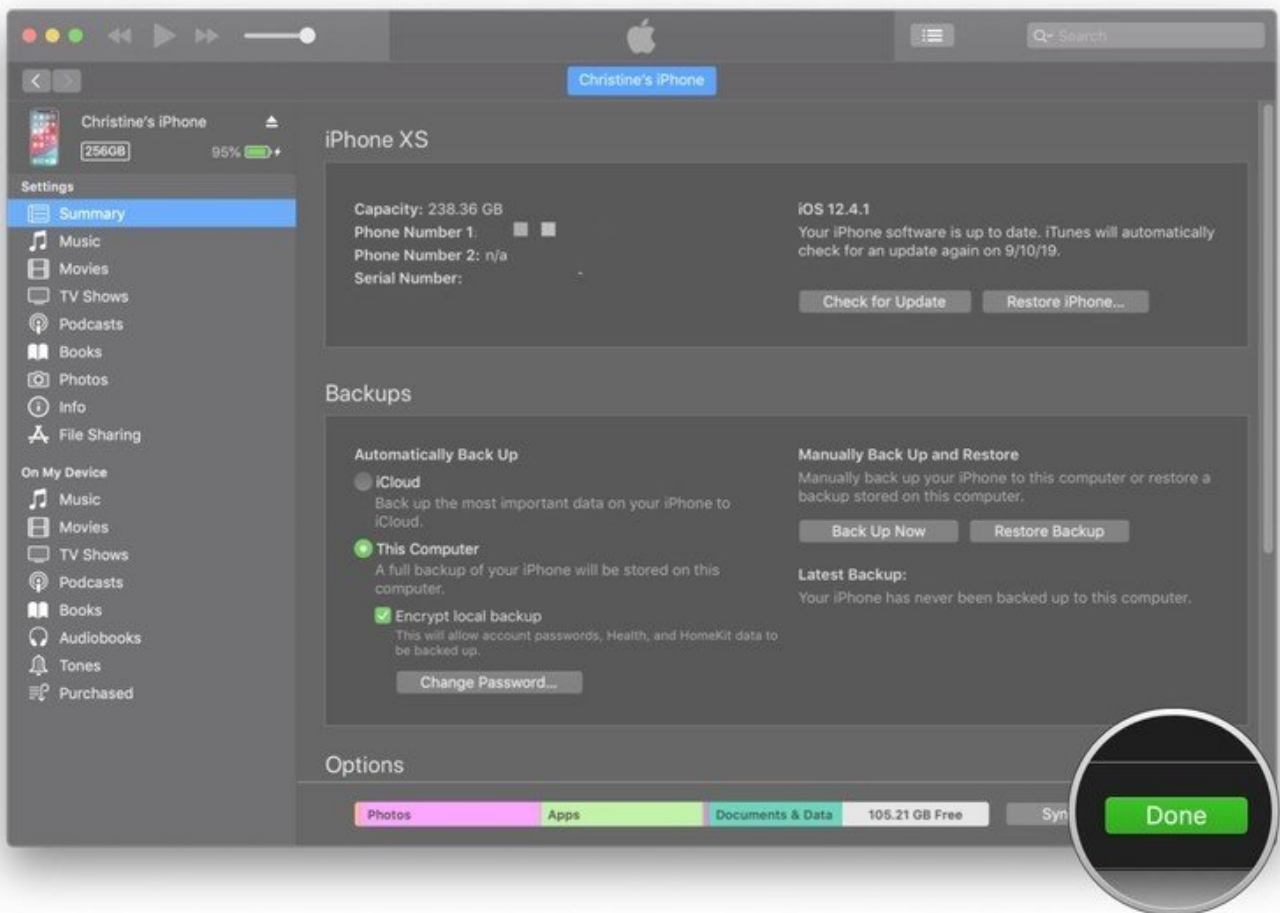 Search
Christine's iPhone
Christine's iPhone
256GB 95%
Settings
Summary
Music
Movies
TV Shows
Podcasts
Books
Photos
Info
File Sharing
On My Device
Music
Movies
TV Shows
Podcasts
Books
Audiobooks
Tones
Purchased
iPhone XS
Capacity: 238.36 GB
Phone Number 1:
Phone Number 2: n/a
Serial Number:
iOS 12.4.1
Your iPhone software is up to date. iTunes will automatically
check for an update again on 9/10/19.
Check for Update Restore iPhone...
Backups
Automatically Back Up
iCloud
Back up the most important data on your iPhone to
iCloud.
This Computer
A full backup of your iPhone will be stored on this
computer.
Encrypt local backup
This will allow account passwords, Health, and HomeKit data to
be backed up.
Change Password...
Manually Back Up and Restore
Manually back up your iPhone to this computer or restore a
backup stored on this computer.
Back Up Now Restore Backup
Latest Backup:
Your iPhone has never been backed up to this computer.
Options
Photos Apps Documents & Data 105.21 GB Free
Done